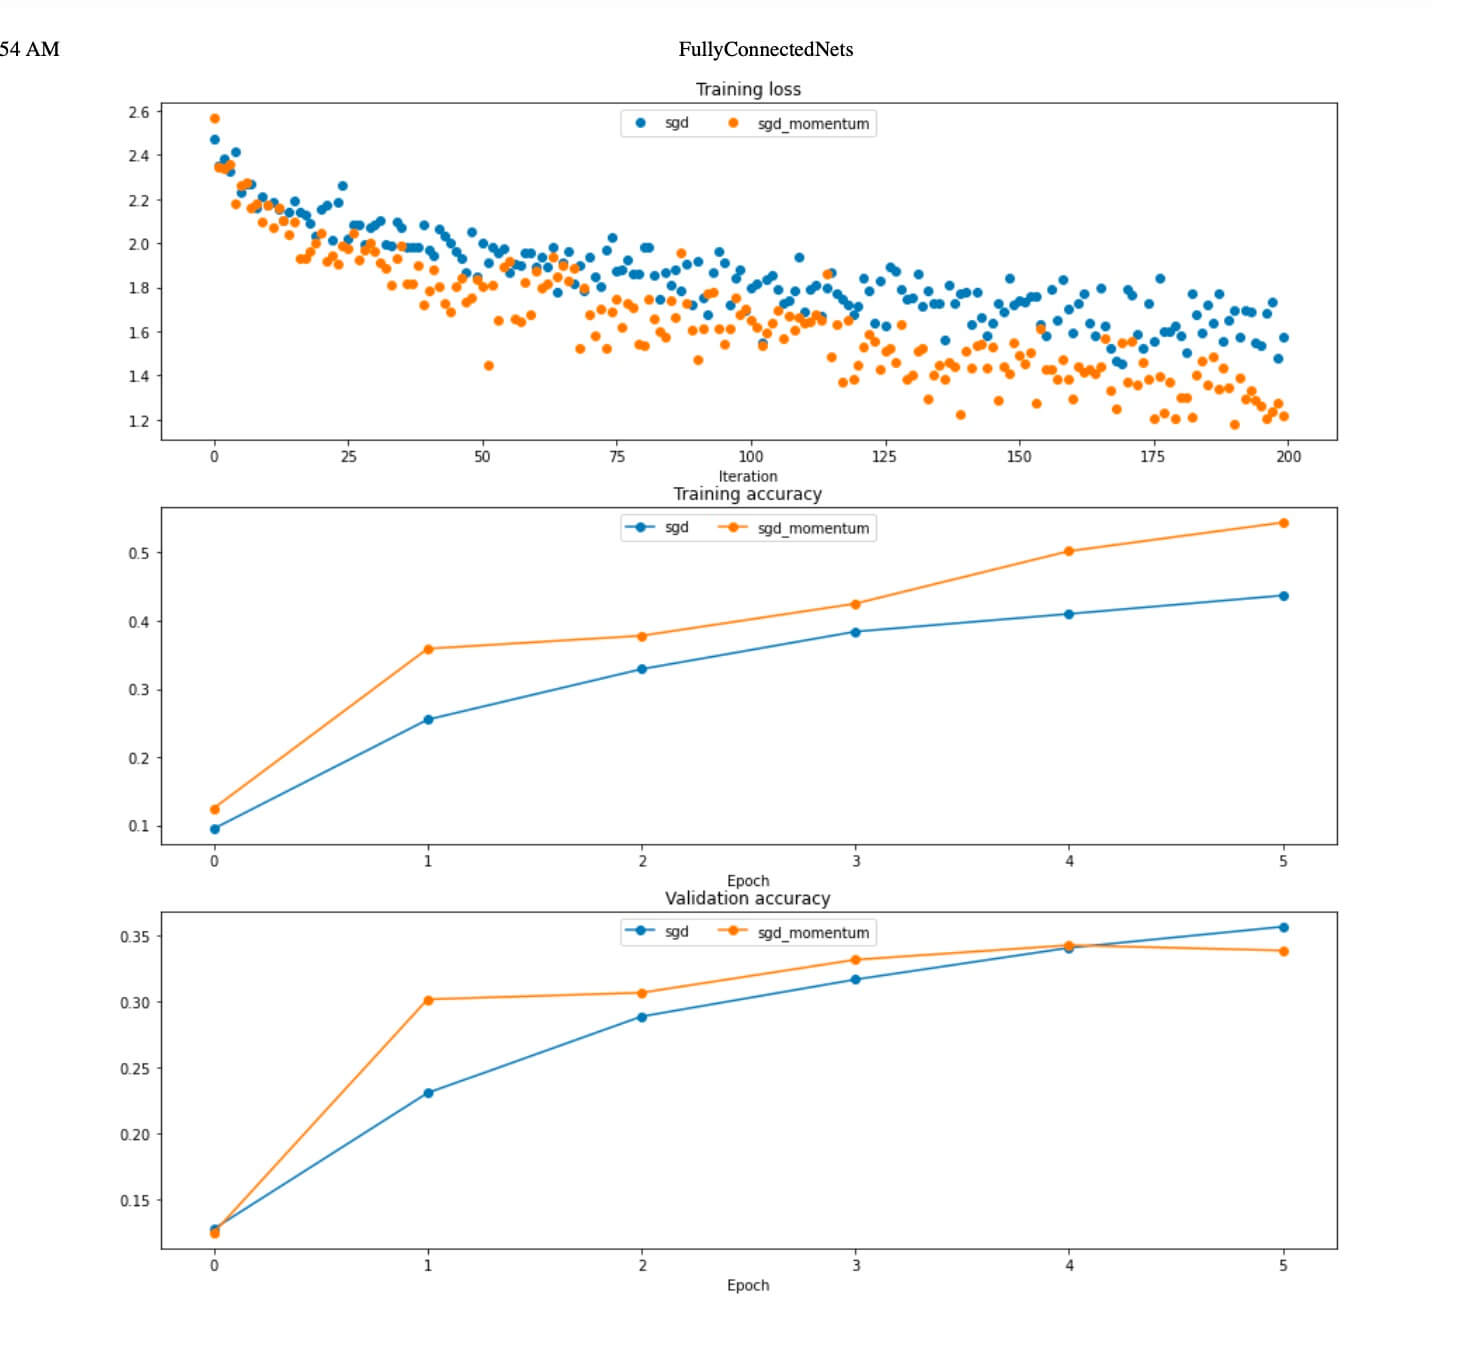 54 AM FullyConnectedNets
Training loss
sgd sgd_momentum
2.6
2.4
2.2
2.0
1.8
1.6
1.4
1.2
0 25 50 75 100 125 150 175 200
Iteration
Training accuracy
sgd sgd_momentum
0.5
0.4
0.3
0.2
0.1
0 1 2 3 4 5
Epoch
Validation accuracy
sgd sgd_momentum
0.35
0.30
0.25
0.20
0.15
0 1 2 3 4 5
Epoch